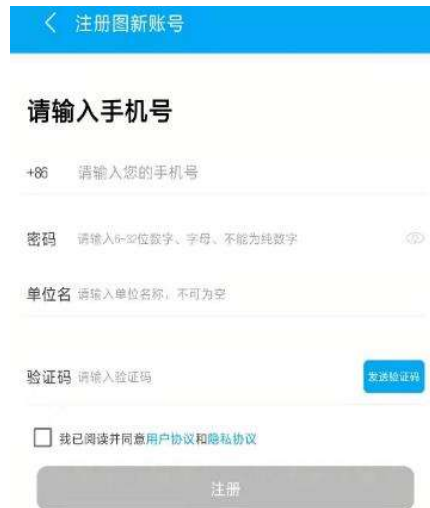 注册图新账号
请输入手机号
+86 请输入您的手机号
密码 请输入6-32位数字、字母、不能为纯数字
单位名 请输入单位名称，不可为空
验证码 请输入验证码 发送验证码
我已阅读并同意用户协议和隐私协议
注册